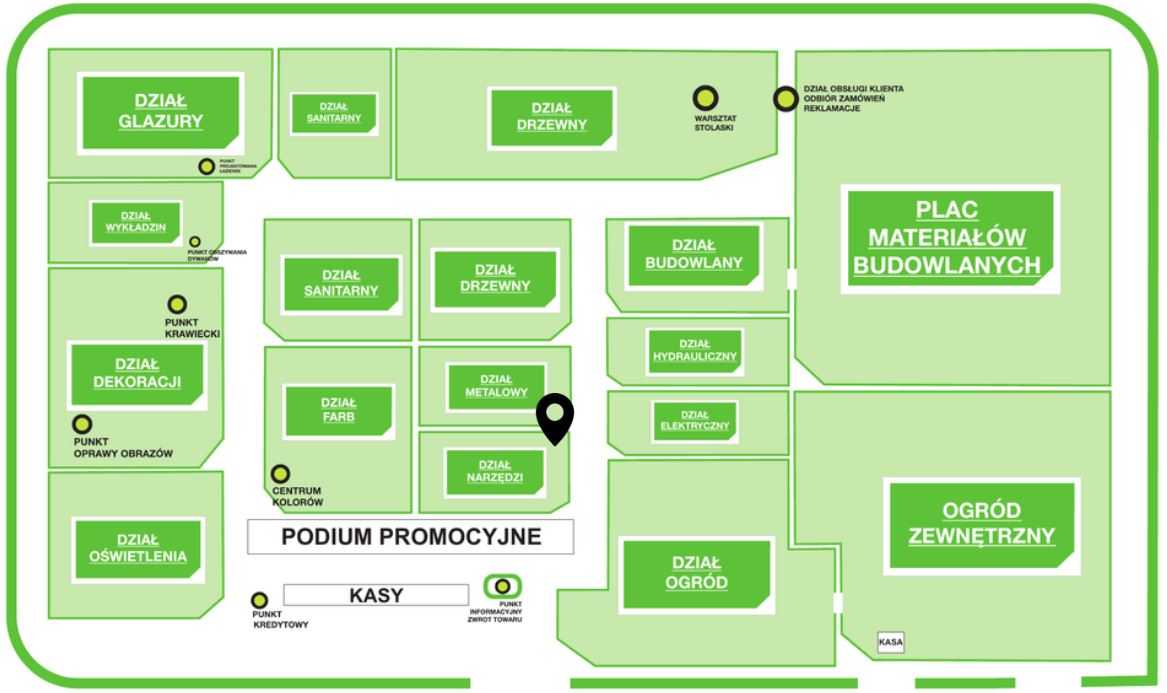 DZIAŁ
GLAZURY
PUNKT
PROJEKTOWANIA
ŁAZIENEK
DZIAŁ
SANITARNY
DZIAŁ
DRZEWNY
WARSZTAT
STOLASKI
DZIAŁ OBSŁUGI KLIENTA
ODBIÓR ZAMÓWIEŃ
REKLAMACJE
DZIAŁ
WYKŁADZIN
PUNKT OBSZYWANIA
DYWANÓW
DZIAŁ
SANITARNY
DZIAŁ
DRZEWNY
DZIAŁ
BUDOWLANY
PLAC
MATERIAŁÓW
BUDOWLANYCH
PUNKT
KRAWIECKI
DZIAŁ
DEKORACJI
PUNKT
OPRAWY OBRAZÓW
DZIAŁ
FARB
CENTRUM
KOLORÓW
DZIAŁ
METALOWY
DZIAŁ
NARZĘDZI
DZIAŁ
HYDRAULICZNY
DZIAŁ
ELEKTRYCZNY
DZIAŁ
OŚWIETLENIA
PODIUM PROMOCYJNE
DZIAŁ
OGRÓD
OGRÓD
ZEWNĘTRZNY
KASY
PUNKT
KREDYTOWY
PUNKT
INFORMACYJNY
ZWROT TOWARU
KASA